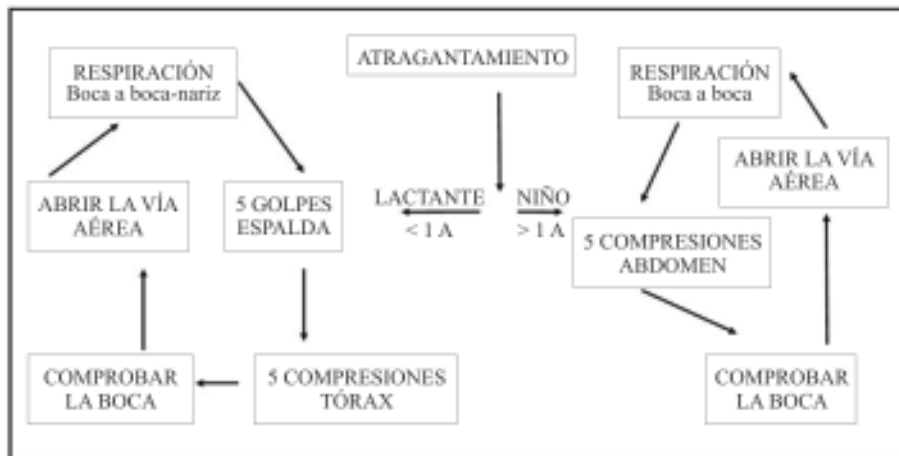 ATRAGANTAMIENTO
RESPIRACIÓN
Boca a boca-nariz
ABRIR LA VÍA
AÉREA
5 GOLPES
ESPALDA
COMPROBAR
LA BOCA
5 COMPRESIONES
TÓRAX
LACTANTE
< 1 A
NIÑO
> 1 A
RESPIRACIÓN
Boca a boca
ABRIR LA VÍA
AÉREA
5 COMPRESIONES
ABDOMEN
COMPROBAR
LA BOCA